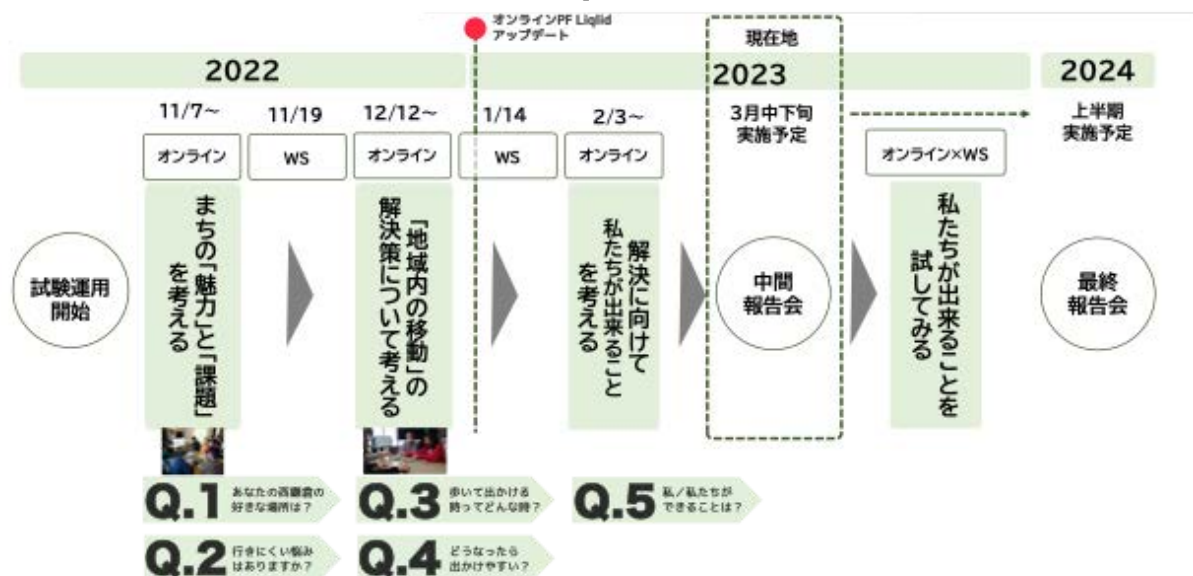 オンラインPF Liqlid
アップデート
現在地
2022
2023
2024
11/7~
11/19
12/12~
1/14
2/3~
3月中下旬
実施予定
上半期
実施予定
オンライン
WS
オンライン
WS
オンライン
オンライン×WS
試験運用
開始
まちの「魅力」と「課題」
を考える
「地域内の移動」の
解決策について考える
解決に向けて
私たちが出来ること
を考える
中間
報告会
私たちが出来ることを
試してみる
最終
報告会
Q.1
あなたの西鎌倉の
好きな場所は?
Q.3
歩いて出かける
時ってどんな時?
Q.5
私/私たちが
できることは?
Q.2
行きにくい悩み
はありますか?
Q.4
どうなったら
出かけやすい?